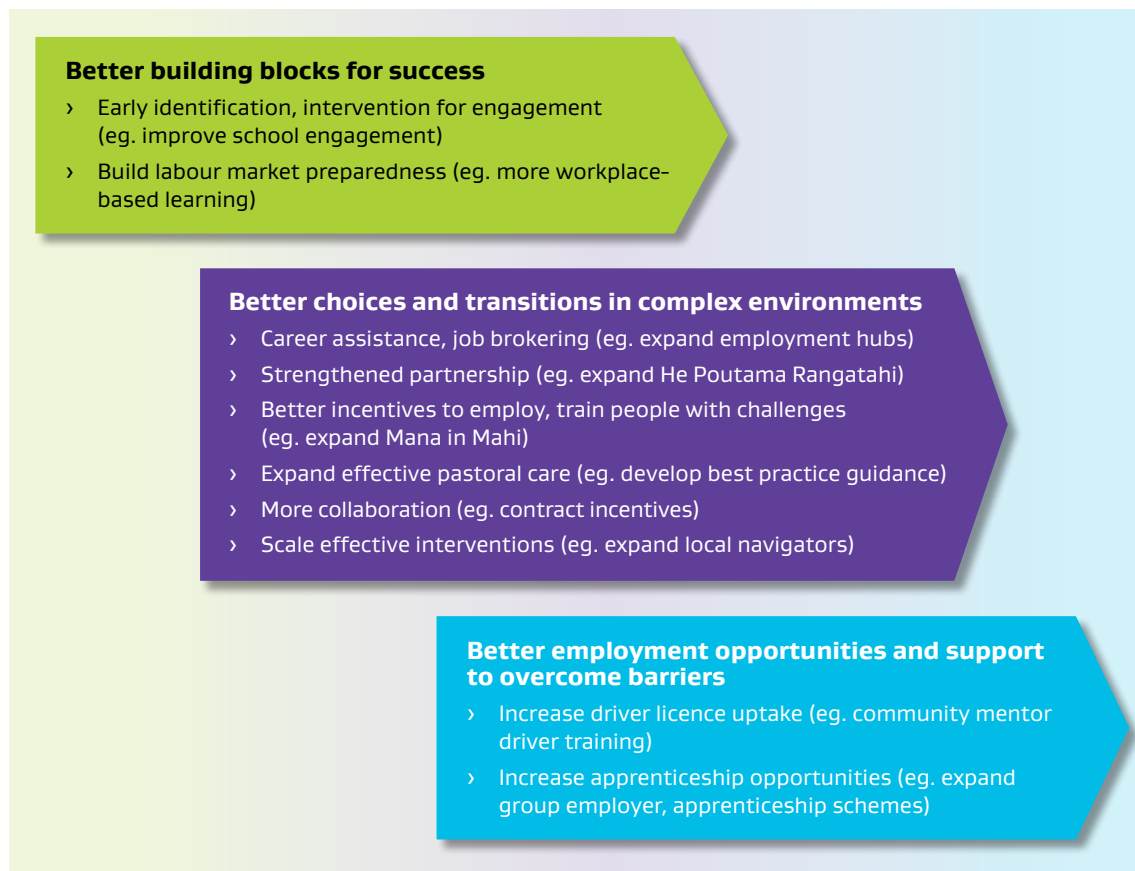 Better building blocks for success
› Early identification, intervention for engagement
(eg. improve school engagement)
› Build labour market preparedness (eg. more workplace-
based learning)
Better choices and transitions in complex environments
› Career assistance, job brokering (eg. expand employment hubs)
› Strengthened partnership (eg. expand He Poutama Rangatahi)
› Better incentives to employ, train people with challenges
(eg. expand Mana in Mahi)
› Expand effective pastoral care (eg. develop best practice guidance)
› More collaboration (eg. contract incentives)
› Scale effective interventions (eg. expand local navigators)
Better employment opportunities and support
to overcome barriers
› Increase driver licence uptake (eg. community mentor
driver training)
› Increase apprenticeship opportunities (eg. expand
group employer, apprenticeship schemes)